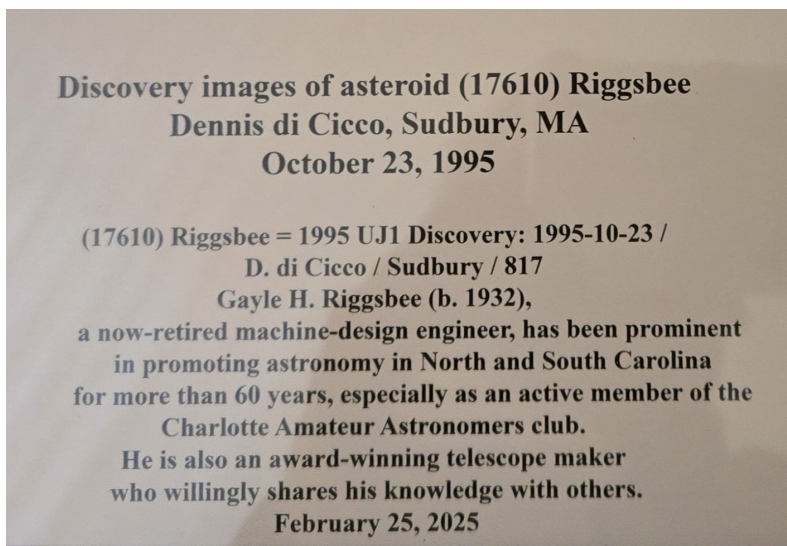 Discovery images of asteroid (17610) Riggsbee
Dennis di Cicco, Sudbury, MA
October 23, 1995
(17610) Riggsbee = 1995 UJ1 Discovery: 1995-10-23 /
D. di Cicco / Sudbury / 817
Gayle H. Riggsbee (b. 1932),
a now-retired machine-design engineer, has been prominent
in promoting astronomy in North and South Carolina
for more than 60 years, especially as an active member of the
Charlotte Amateur Astronomers club.
He is also an award-winning telescope maker
who willingly shares his knowledge with others.
February 25, 2025